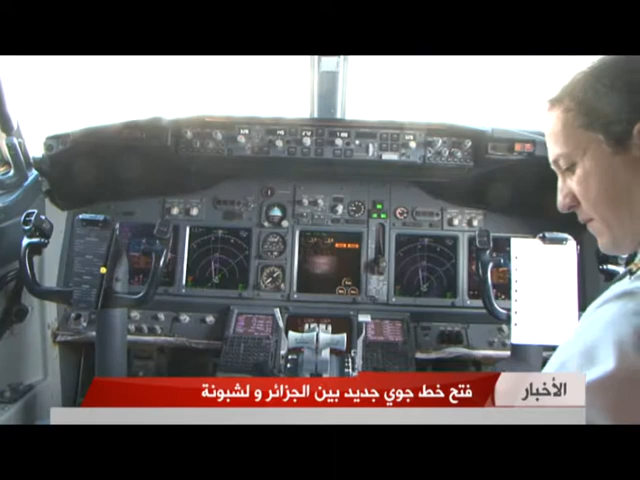 الأخبار
فتح خط جوي جديد بين الجزائر و لشبونة